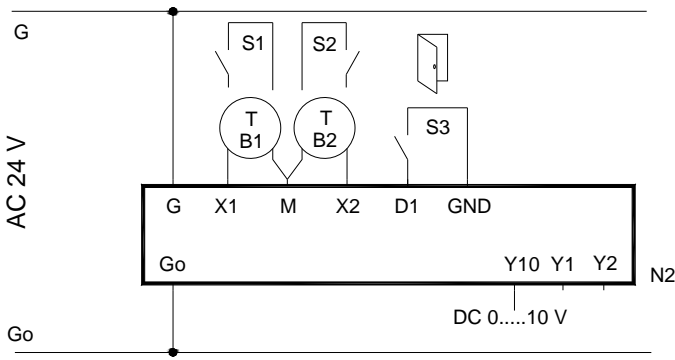 G
S1 S2
T T
B1 B2
S3
AC 24 V
G X1 M X2 D1 GND
Go Y10 Y1 Y2
N2
DC 0.....10 V
Go